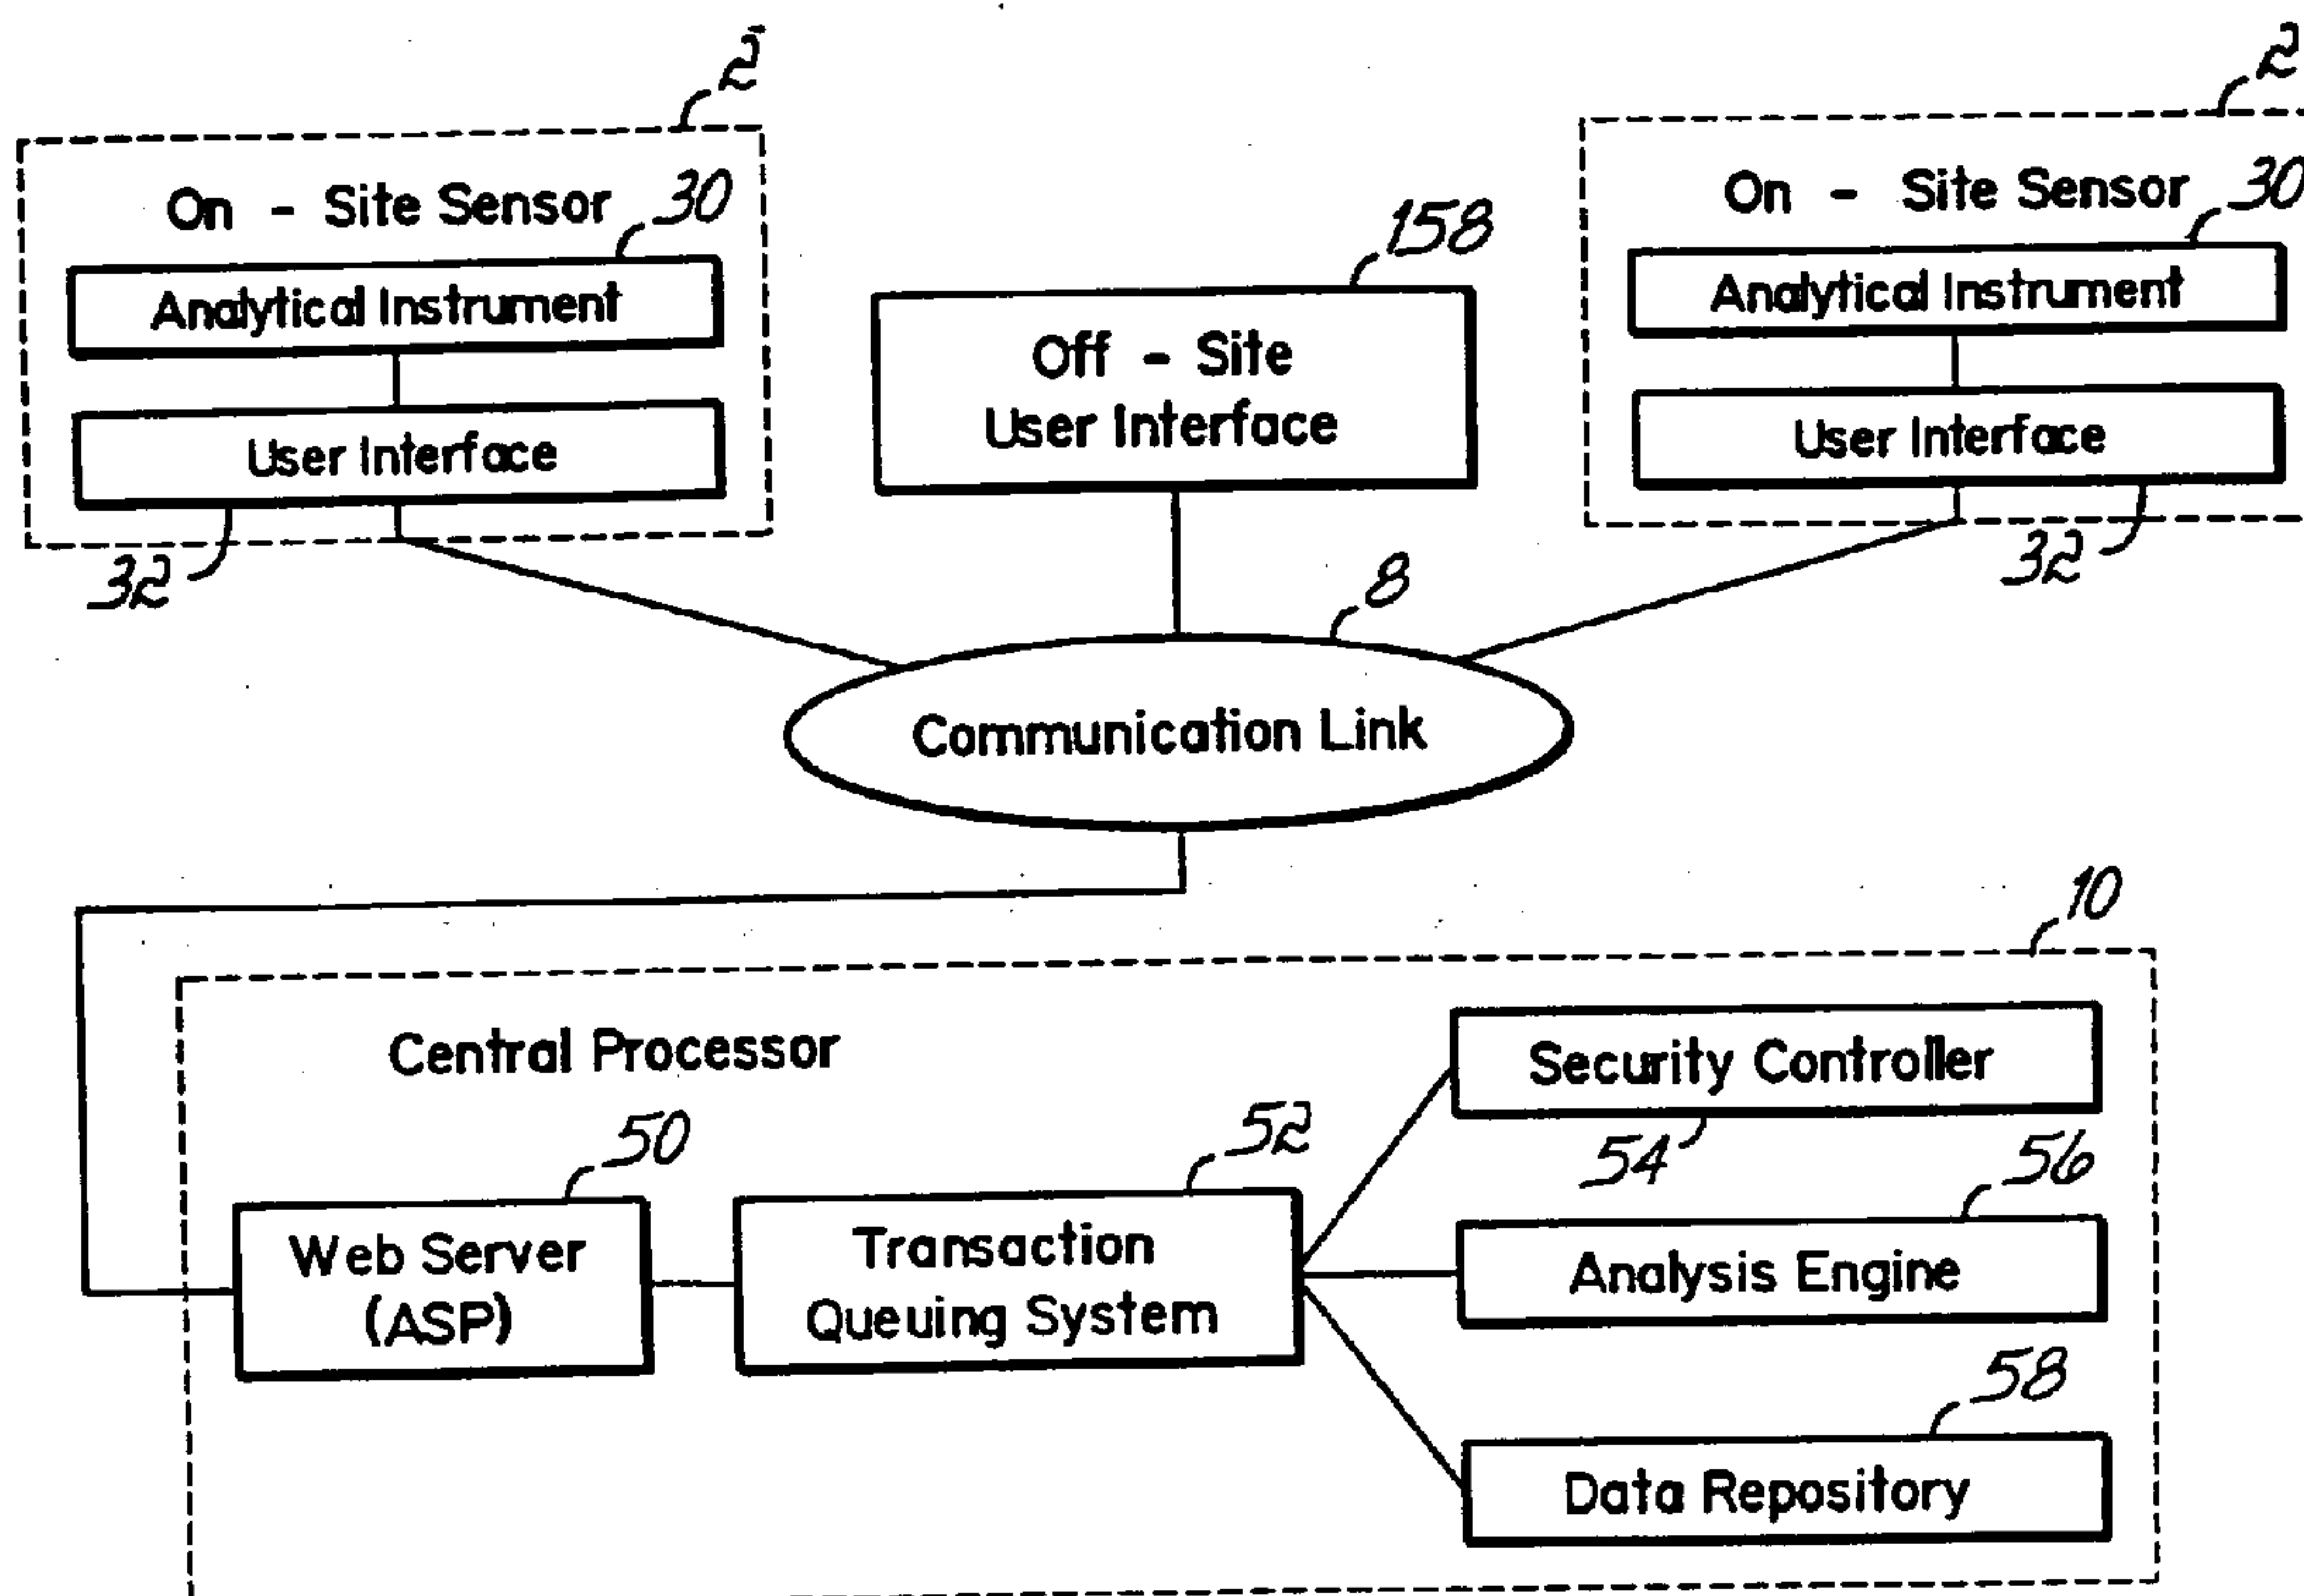 2
2
On - Site Sensor 30
Analytical Instrument
User Interface
32
158
Off - Site
User Interface
On - Site Sensor 30
Analytical Instrument
User Interface
32
8
Communication Link
10
Central Processor
50
Web Server
(ASP)
52
Transaction
Queuing System
Security Controller
54
56
Analysis Engine
58
Data Repository